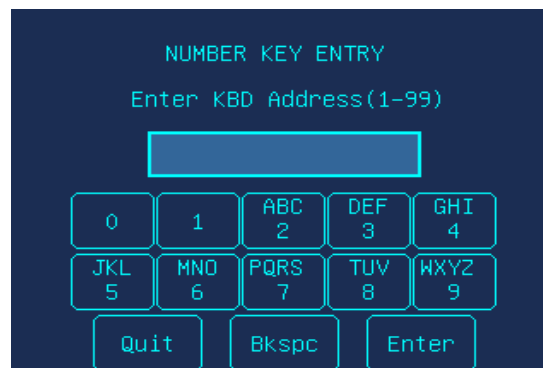 NUMBER KEY ENTRY
Enter KBD Address(1-99)
0 1 ABC 2 DEF 3 GHI 4
JKL 5 MNO 6 PQRS 7 TUV 8 WXYZ 9
Quit Bkspc Enter